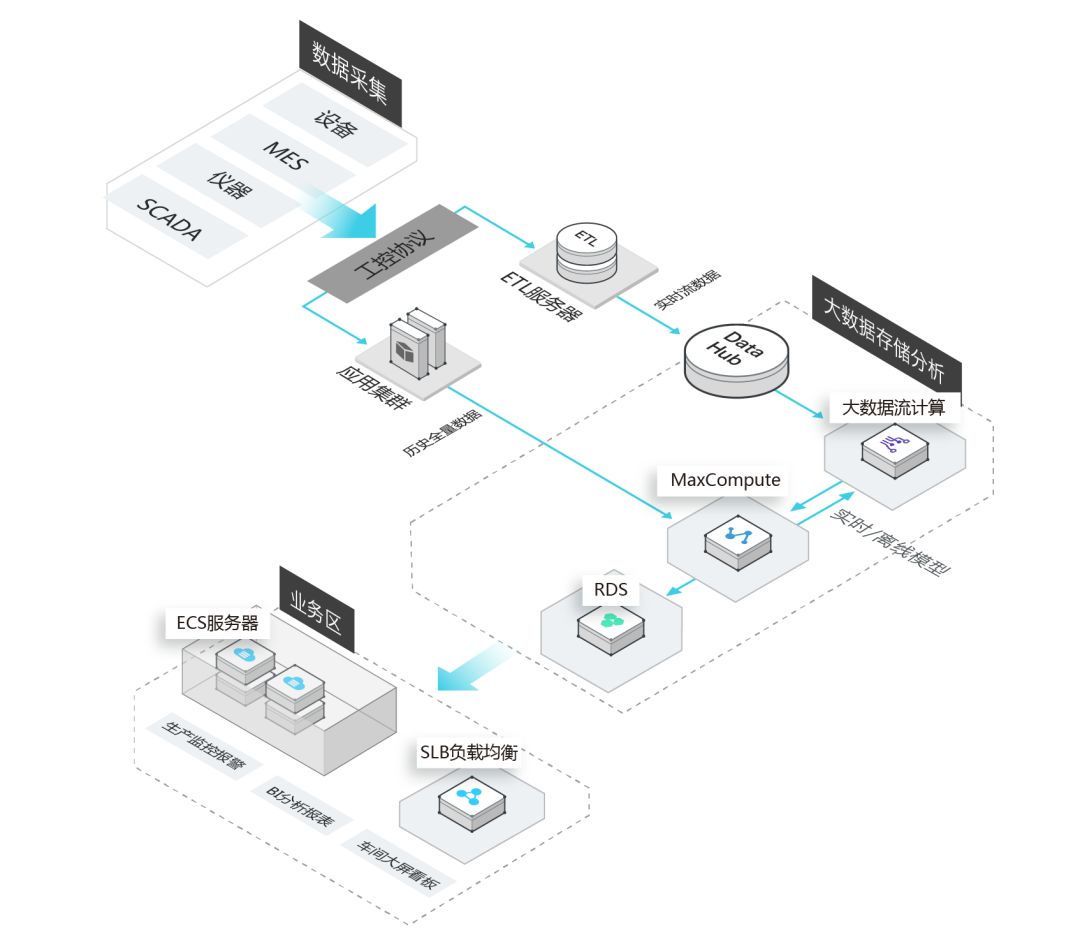 数据采集
设备
MES
仪器
SCADA
工控协议
ETL
ETL服务器
实时流数据
应用集群
历史全量数据
Data
Hub
大数据存储分析
大数据流计算
MaxCompute
实时/离线模型
RDS
业务区
ECS服务器
SLB负载均衡
生产监控报警
BI分析报表
车间大屏看板